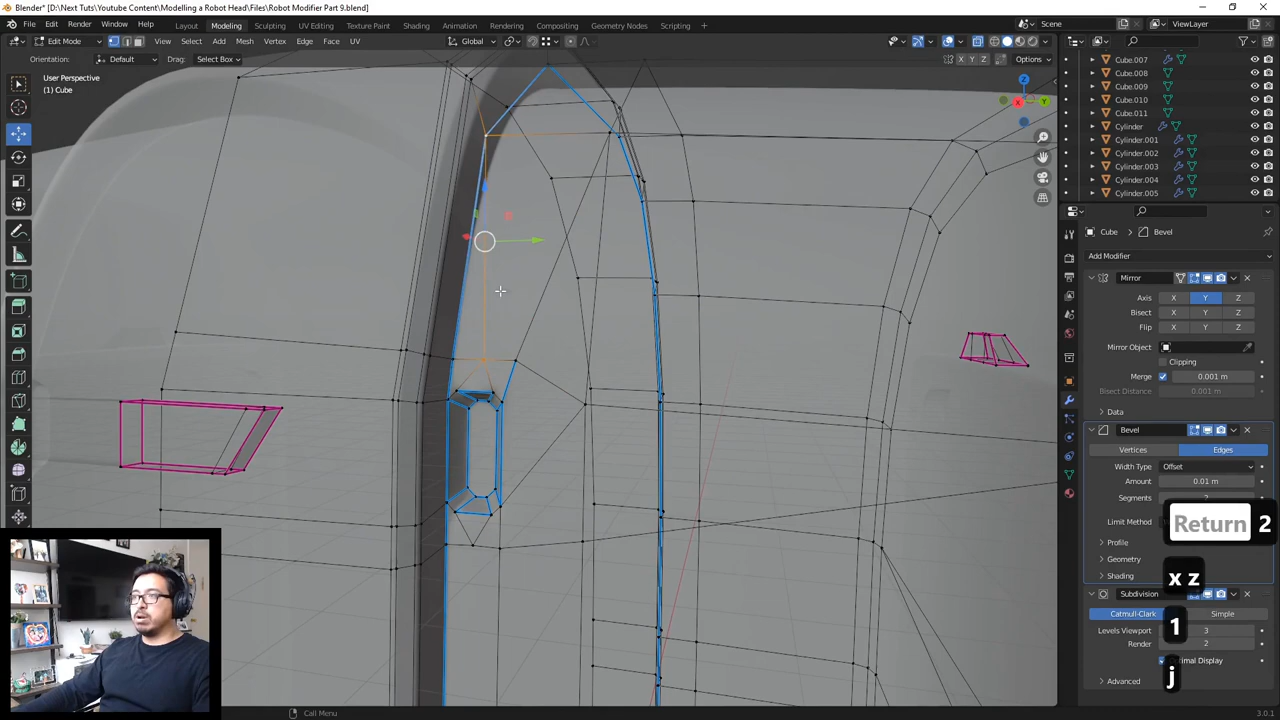 Blender* [D:\Next Tuts\Youtube Content\Modelling a Robot Head\Files\Robot Modifier Part 9.blend]
File Edit Render Window Help Layout Modeling Sculpting UV Editing Texture Paint Shading Animation Rendering Compositing Geometry Nodes Scripting Scene ViewLayer
Edit Mode View Select Add Mesh Vertex Edge Face UV Global
Orientation: Default Drag: Select Box X Y Z Options
User Perspective
(1) Cube
Z
X
Y
Cube.007
Cube.008
Cube.009
Cube.010
Cube.011
Cylinder
Cylinder.001
Cylinder.002
Cylinder.003
Cylinder.004
Cylinder.005
Cube > Bevel
Add Modifier
Mirror
Axis X Y Z
Bisect X Y Z
Flip X Y Z
Mirror Object
Clipping
Merge 0.001 m
Bisect Distance 0.001 m
Data
Bevel
Vertices Edges
Width Type Offset
Amount 0.01 m
Segments
Limit Method
Return 2
Profile
Geometry
Shading
x z
Subdivision
Catmull-Clark Simple
1
Levels Viewport 3
Render 2
j
Optimal Display
Advanced
Call Menu
3.0.1